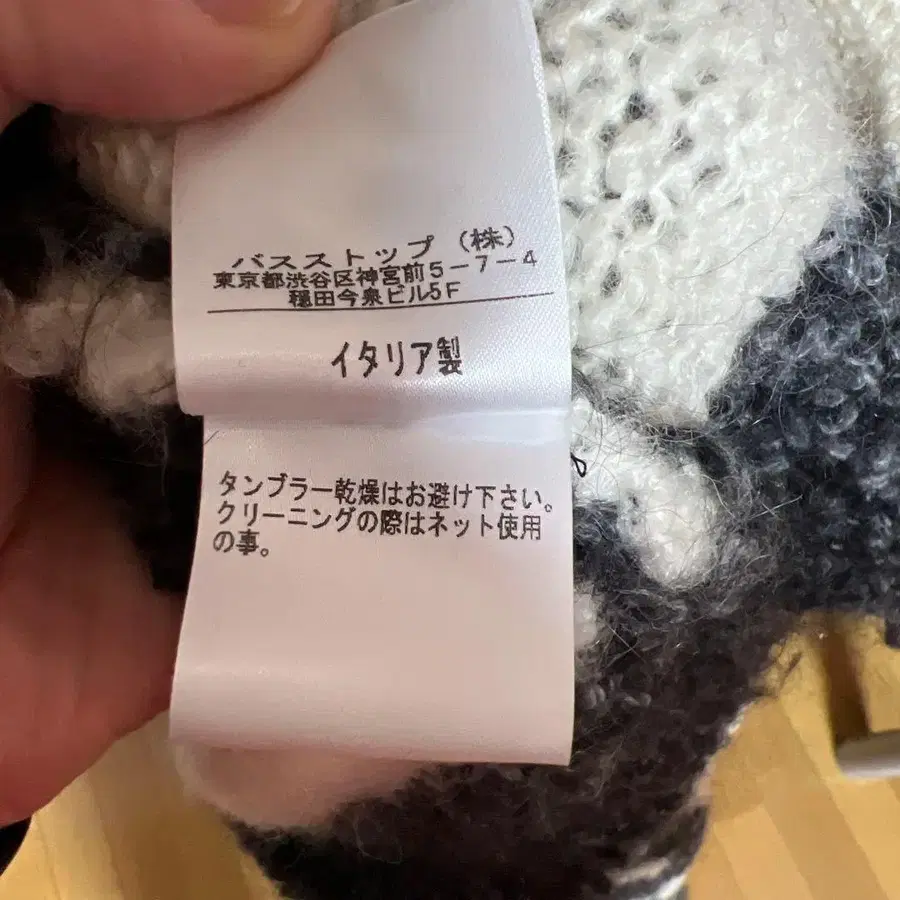 バスストップ（株）
東京都渋谷区神宮前5-7-4
穏田今泉ビル5F
イタリア製
タンブラー乾燥はお避け下さい。
クリーニングの際はネット使用
の事。